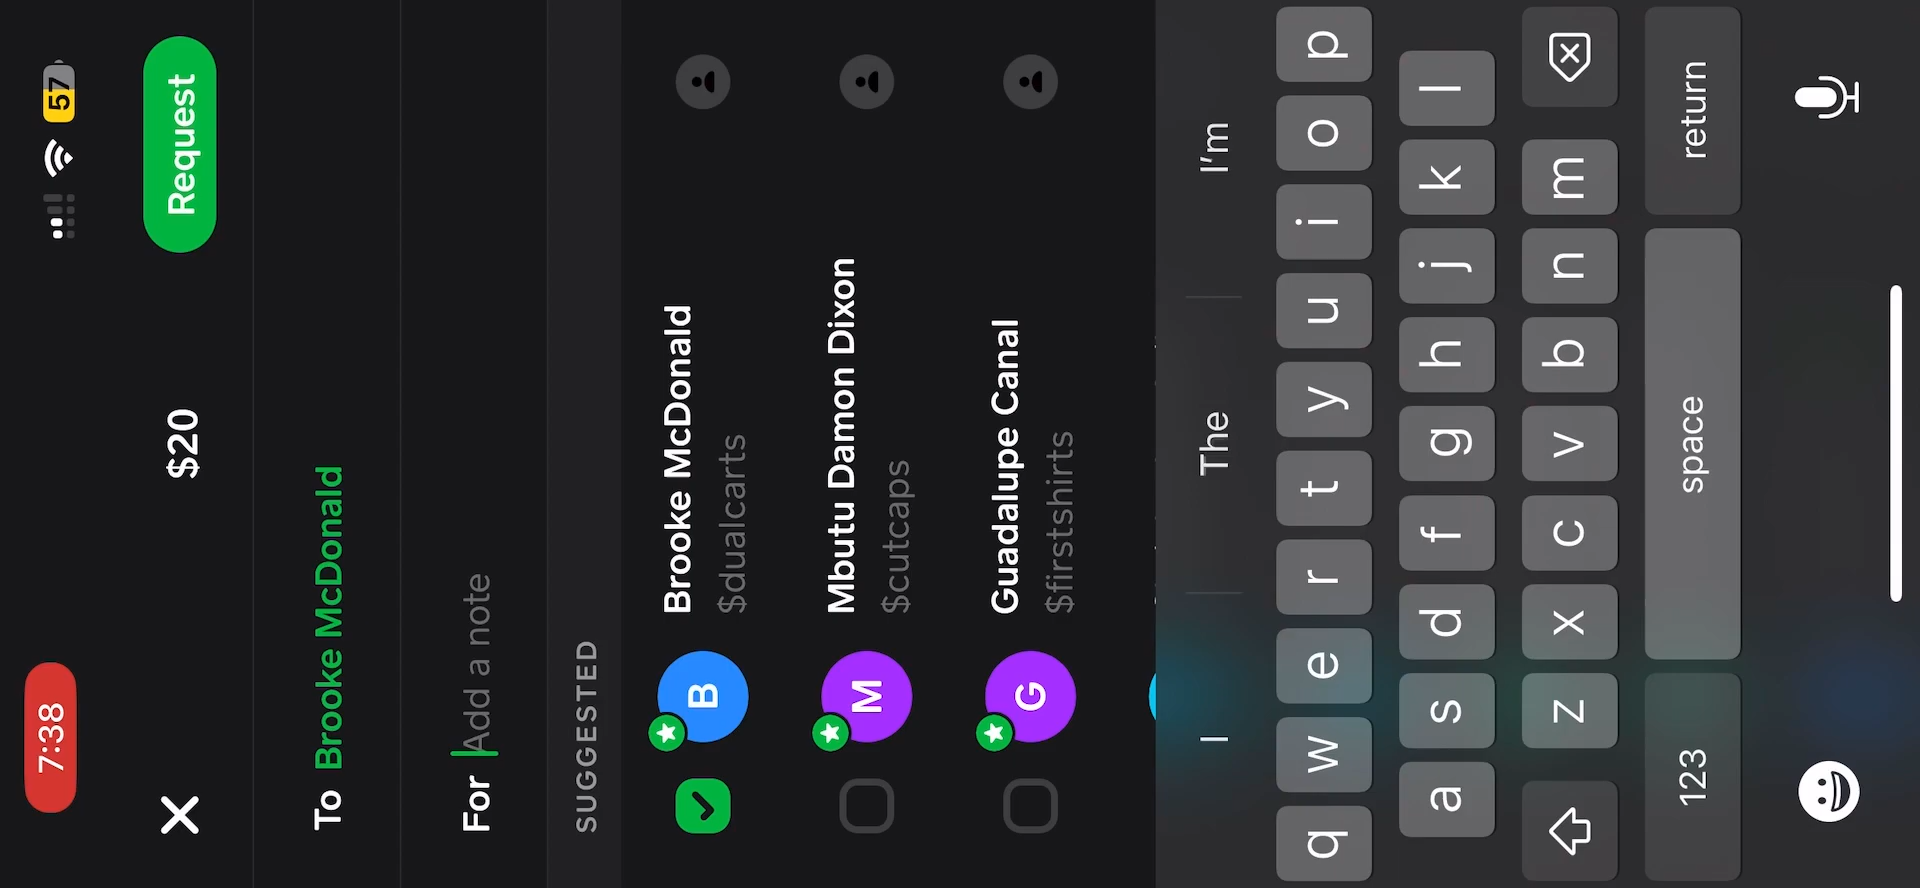 7:38
57
$20
Request
To Brooke McDonald
For Add a note
SUGGESTED
B
Brooke McDonald
$dualcarts
M
Mbutu Damon Dixon
$cutcaps
G
Guadalupe Canal
$firstshirts
I The I'm
q w e r t y u i o p
a s d f g h j k l
z x c v b n m
123 space return